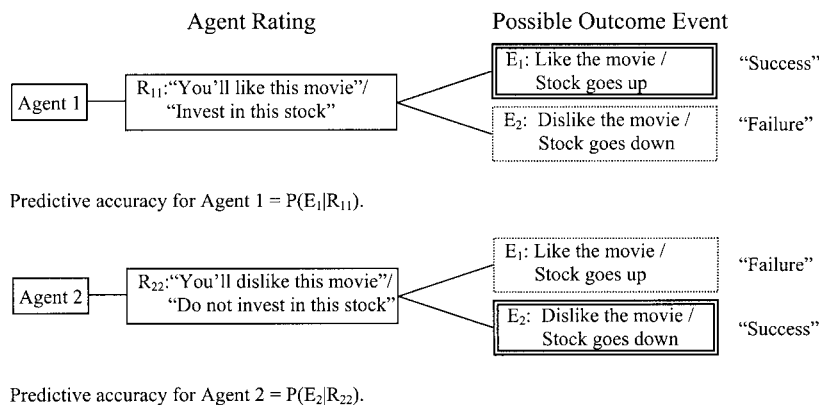 Agent Rating
Possible Outcome Event
Agent 1
R₁₁:“You’ll like this movie”/
“Invest in this stock”
E₁: Like the movie /
Stock goes up
“Success”
E₂: Dislike the movie /
Stock goes down
“Failure”
Predictive accuracy for Agent 1 = P(E₁|R₁₁).
Agent 2
R₂₂:“You’ll dislike this movie”/
“Do not invest in this stock”
E₁: Like the movie /
Stock goes up
“Failure”
E₂: Dislike the movie /
Stock goes down
“Success”
Predictive accuracy for Agent 2 = P(E₂|R₂₂).